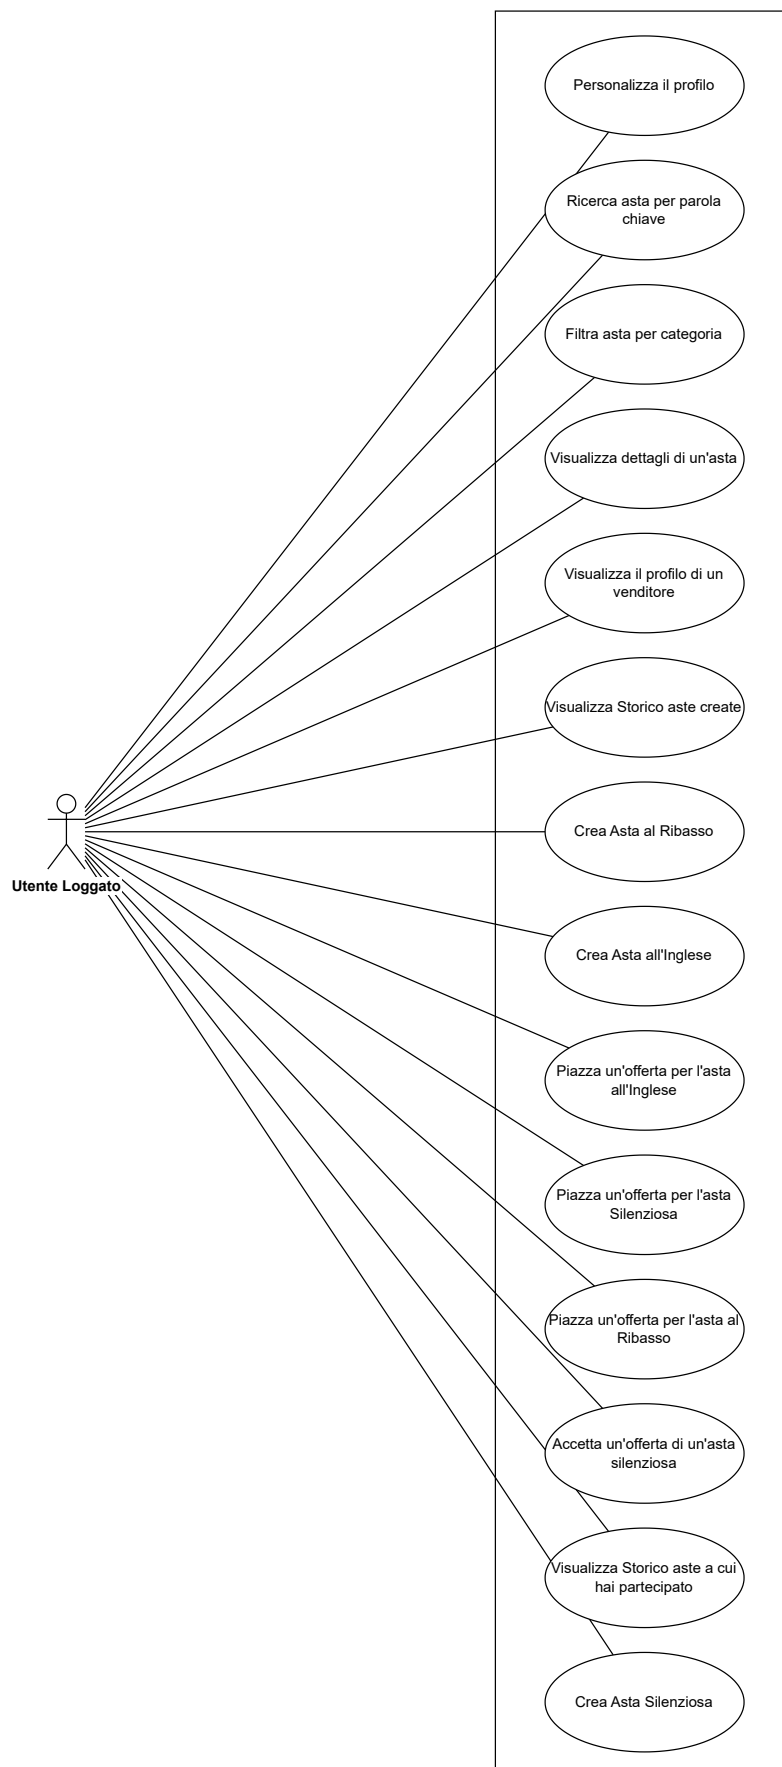 Personalizza il profilo
Ricerca asta per parola
chiave
Filtra asta per categoria
Visualizza dettagli di un'asta
Visualizza il profilo di un
venditore
Visualizza Storico aste create
Crea Asta al Ribasso
Utente Loggato
Crea Asta all'Inglese
Piazza un'offerta per l'asta
all'Inglese
Piazza un'offerta per l'asta
Silenziosa
Piazza un'offerta per l'asta al
Ribasso
Accetta un'offerta di un'asta
silenziosa
Visualizza Storico aste a cui
hai partecipato
Crea Asta Silenziosa